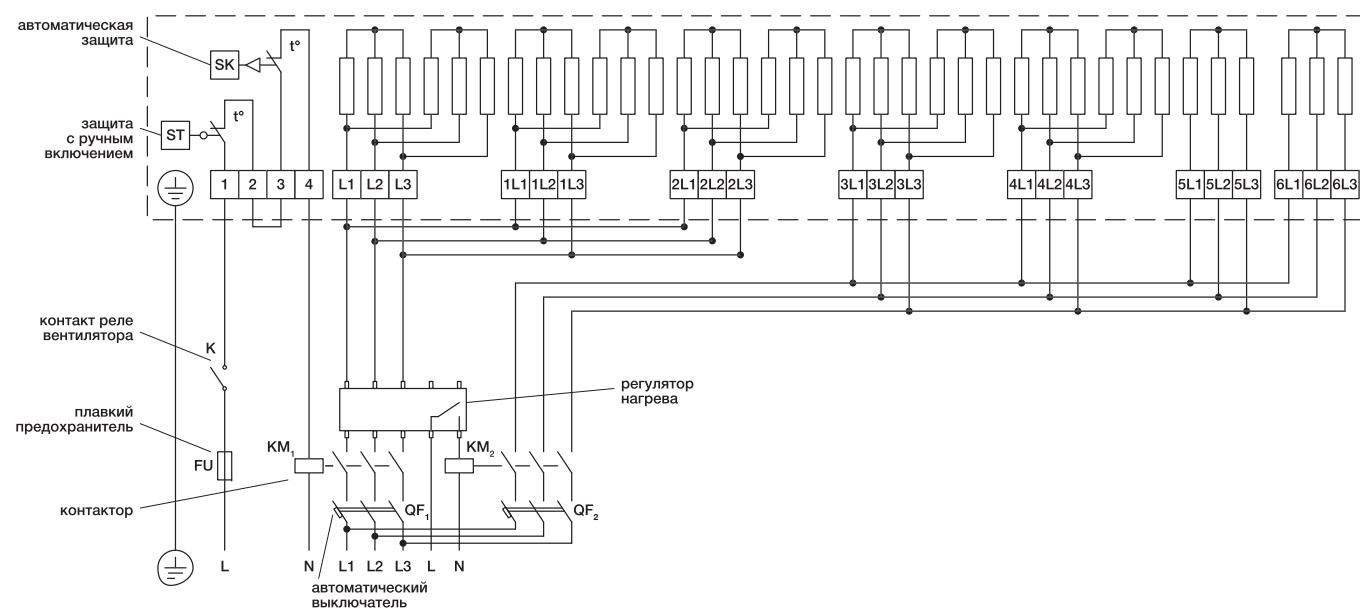 автоматическая
защита
t°
SK
t°
защита
с ручным
включением
ST
1 2 3 4 L1 L2 L3 1L1 1L2 1L3 2L1 2L2 2L3 3L1 3L2 3L3 4L1 4L2 4L3 5L1 5L2 5L3 6L1 6L2 6L3
контакт реле
вентилятора
K
регулятор
нагрева
плавкий
предохранитель
FU
KM1
KM2
контактор
QF1
QF2
L N L1 L2 L3 L N
автоматический
выключатель